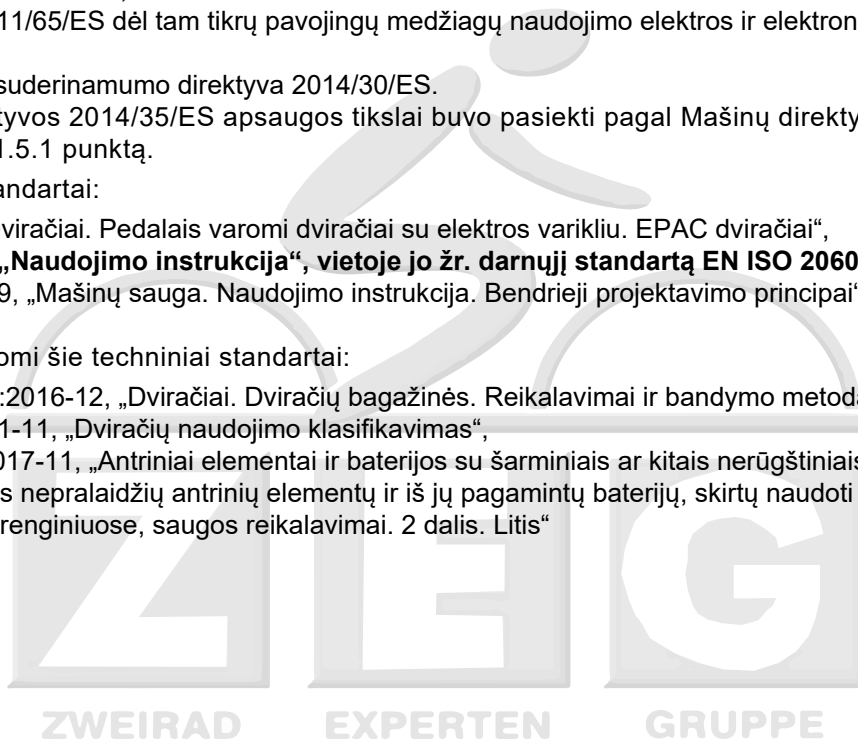 11/65/ES dėl tam tikrų pavojingų medžiagų naudojimo elektros ir elektron
suderinamumo direktyva 2014/30/ES.
tyvos 2014/35/ES apsaugos tikslai buvo pasiekti pagal Mašinų direkty
1.5.1 punktą.
andartai:
viračiai. Pedalais varomi dviračiai su elektros varikliu. EPAC dviračiai“,
„Naudojimo instrukcija“, vietoje jo žr. darnųjį standartą EN ISO 2060
9, „Mašinų sauga. Naudojimo instrukcija. Bendrieji projektavimo principai“
omi šie techniniai standartai:
:2016-12, „Dviračiai. Dviračių bagažinės. Reikalavimai ir bandymo metoda
1-11, „Dviračių naudojimo klasifikavimas“,
017-11, „Antriniai elementai ir baterijos su šarminiais ar kitais nerūgštiniais
s nepralaidžių antrinių elementų ir iš jų pagamintų baterijų, skirtų naudoti
renginiuose, saugos reikalavimai. 2 dalis. Litis“
ZEG
ZWEIRAD EXPERTEN GRUPPE